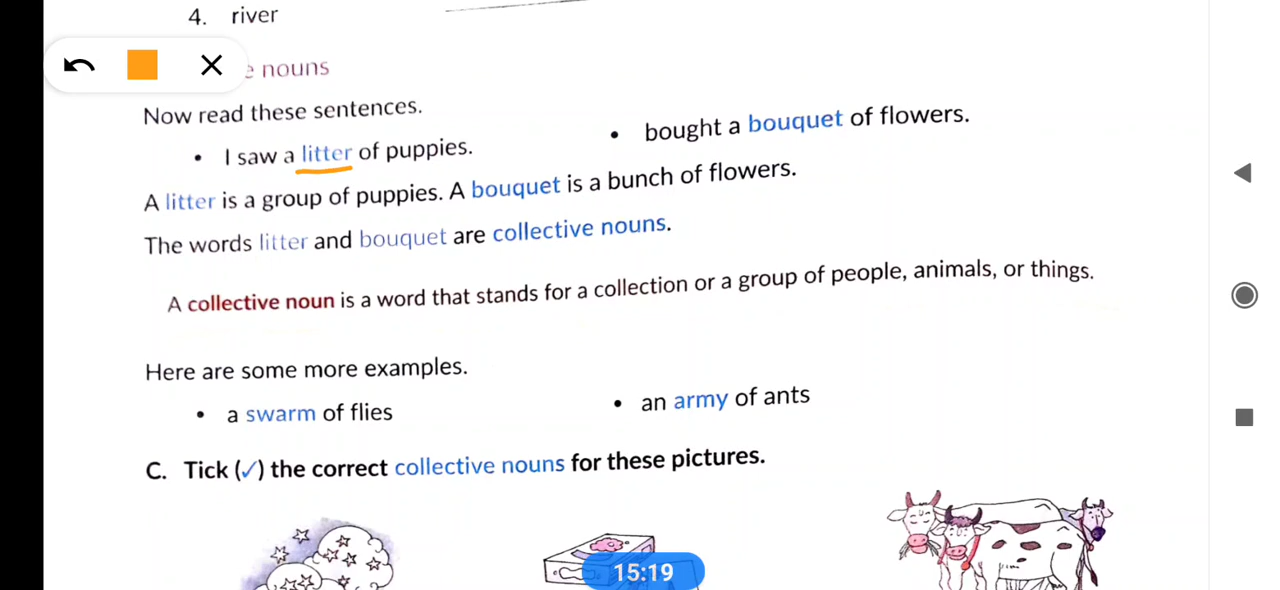 4. river
e nouns
Now read these sentences.
• I saw a litter of puppies.
• bought a bouquet of flowers.
A litter is a group of puppies. A bouquet is a bunch of flowers.
The words litter and bouquet are collective nouns.
A collective noun is a word that stands for a collection or a group of people, animals, or things.
Here are some more examples.
• a swarm of flies
• an army of ants
C. Tick (✓) the correct collective nouns for these pictures.
15:19